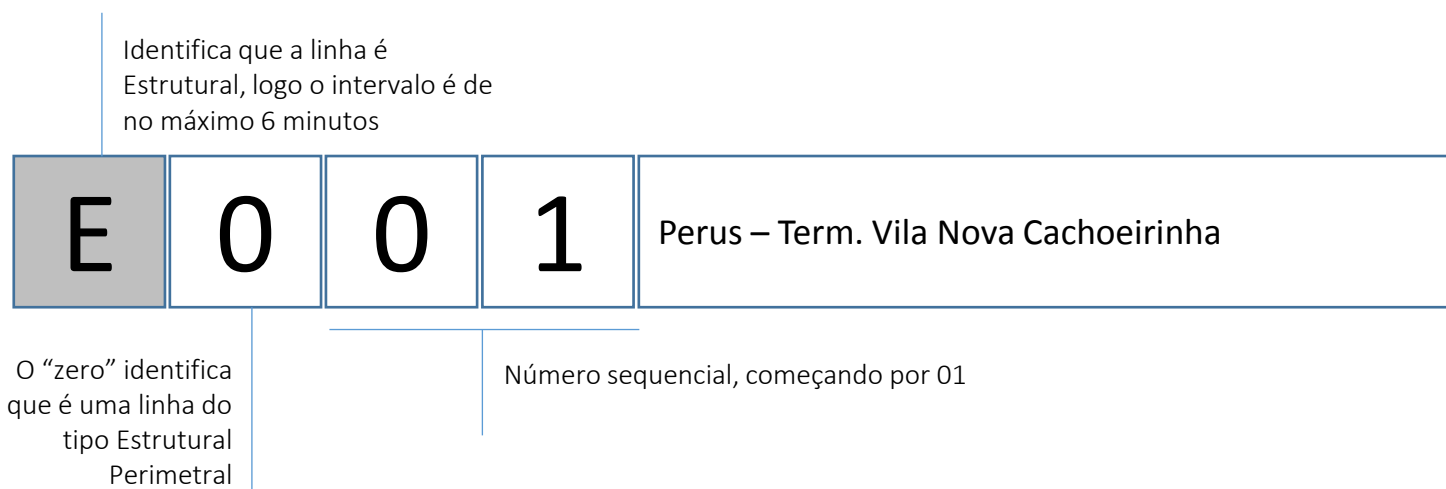 Identifica que a linha é
Estrutural, logo o intervalo é de
no máximo 6 minutos
E 0 0 1 Perus – Term. Vila Nova Cachoeirinha
O “zero” identifica
que é uma linha do
tipo Estrutural
Perimetral
Número sequencial, começando por 01